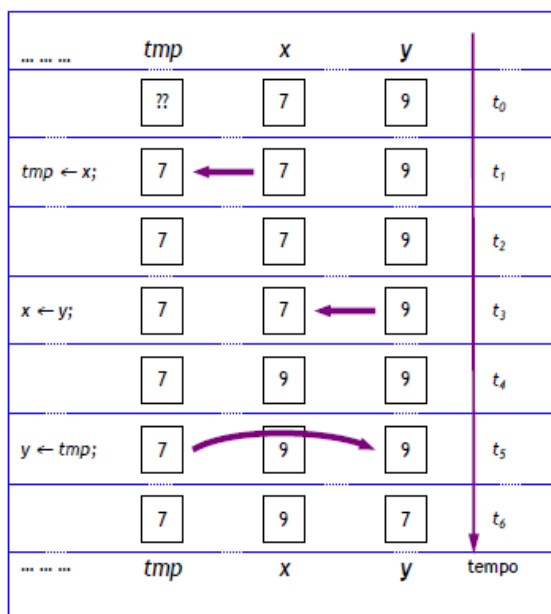 ... ... ... tmp x y
?? 7 9 t0
tmp ← x; 7 7 9 t1
7 7 9 t2
x ← y; 7 7 9 t3
7 9 9 t4
y ← tmp; 7 9 9 t5
7 9 7 t6
... ... ... tmp x y tempo